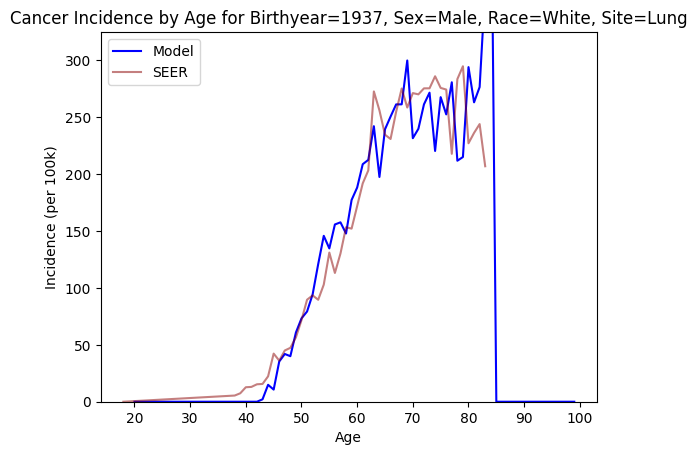 Cancer Incidence by Age for Birthyear=1937, Sex=Male, Race=White, Site=Lung
Model
SEER
300
250
200
150
100
50
0
Incidence (per 100k)
20 30 40 50 60 70 80 90 100
Age